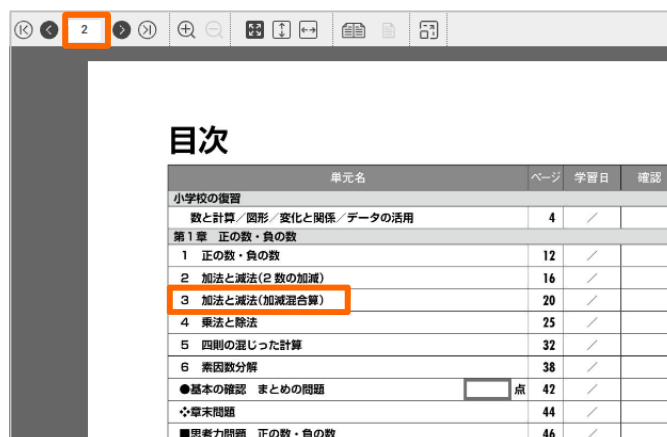 2
目次
単元名 ページ 学習日 確認
小学校の復習
数と計算／図形／変化と関係／データの活用 4 ／
第1章 正の数・負の数
1 正の数・負の数 12 ／
2 加法と減法(2数の加減) 16 ／
3 加法と減法(加減混合算) 20 ／
4 乗法と除法 25 ／
5 四則の混じった計算 32 ／
6 素因数分解 38 ／
●基本の確認 まとめの問題 点 42 ／
❖章末問題 44 ／
■思考力問題 正の数・負の数 46 ／